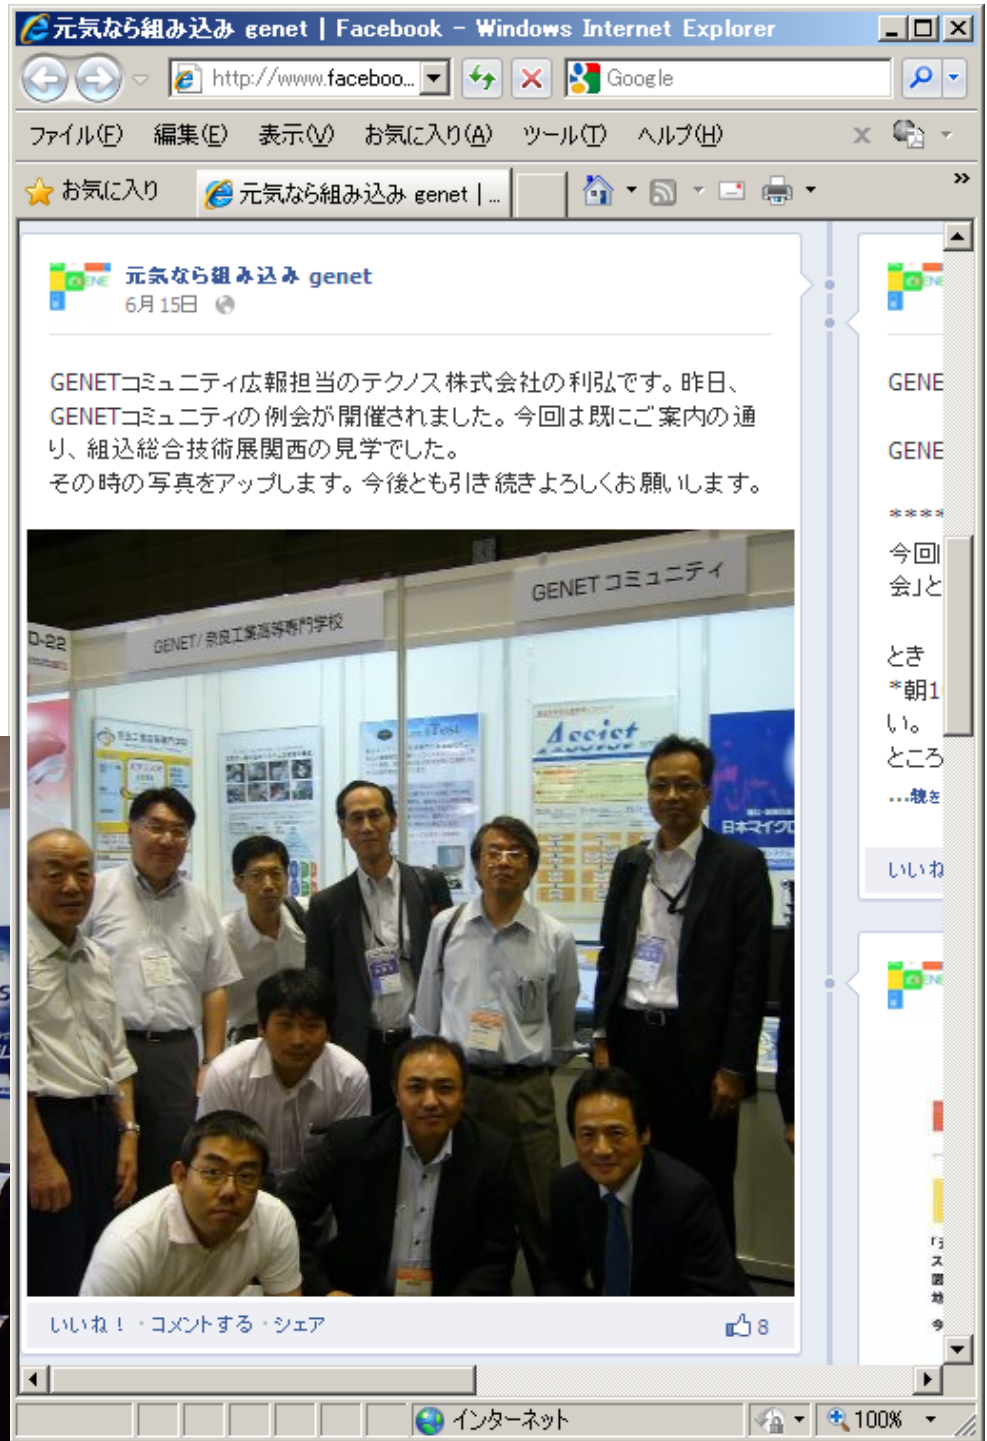 元気なら組み込み genet | Facebook - Windows Internet Explorer
http://www.faceboo...
Google
ファイル(F) 編集(E) 表示(V) お気に入り(A) ツール(T) ヘルプ(H)
お気に入り
元気なら組み込み genet | ...
元気なら組み込み genet
6月15日
GENETコミュニティ広報担当のテクノス株式会社の利弘です。昨日、
GENETコミュニティの例会が開催されました。今回は既にご案内の通
り、組込総合技術展関西の見学でした。
その時の写真をアップします。今後とも引き続きよろしくお願いします。
GENETコミュニティ
GENET/奈良工業高等専門学校
D-22
奈良工業高等専門学校
eTest
Assist
日本マイクロ
いいね！・コメントする・シェア
8
GENE
GENE
****
今回
会」と
とき
*朝1
い。
ところ
...続き
いいね
インターネット
100%